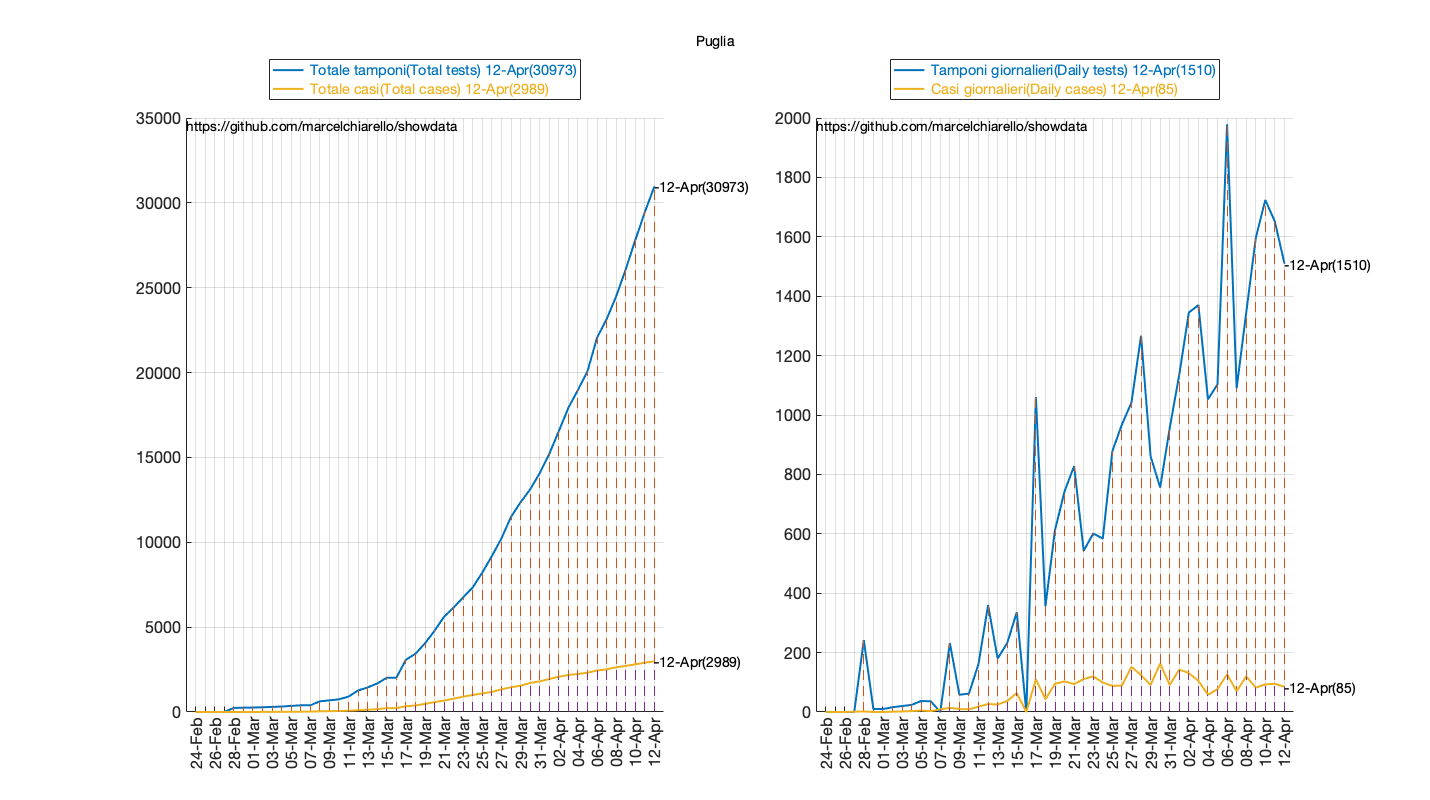 Puglia
Totale tamponi(Total tests) 12-Apr(30973)
Totale casi(Total cases) 12-Apr(2989)
35000
https://github.com/marcelchiarello/showdata
30000
25000
20000
15000
10000
5000
0
12-Apr(30973)
12-Apr(2989)
24-Feb
26-Feb
28-Feb
01-Mar
03-Mar
05-Mar
07-Mar
09-Mar
11-Mar
13-Mar
15-Mar
17-Mar
19-Mar
21-Mar
23-Mar
25-Mar
27-Mar
29-Mar
31-Mar
02-Apr
04-Apr
06-Apr
08-Apr
10-Apr
12-Apr
Tamponi giornalieri(Daily tests) 12-Apr(1510)
Casi giornalieri(Daily cases) 12-Apr(85)
2000
https://github.com/marcelchiarello/showdata
1800
1600
1400
1200
1000
800
600
400
200
0
12-Apr(1510)
12-Apr(85)
24-Feb
26-Feb
28-Feb
01-Mar
03-Mar
05-Mar
07-Mar
09-Mar
11-Mar
13-Mar
15-Mar
17-Mar
19-Mar
21-Mar
23-Mar
25-Mar
27-Mar
29-Mar
31-Mar
02-Apr
04-Apr
06-Apr
08-Apr
10-Apr
12-Apr